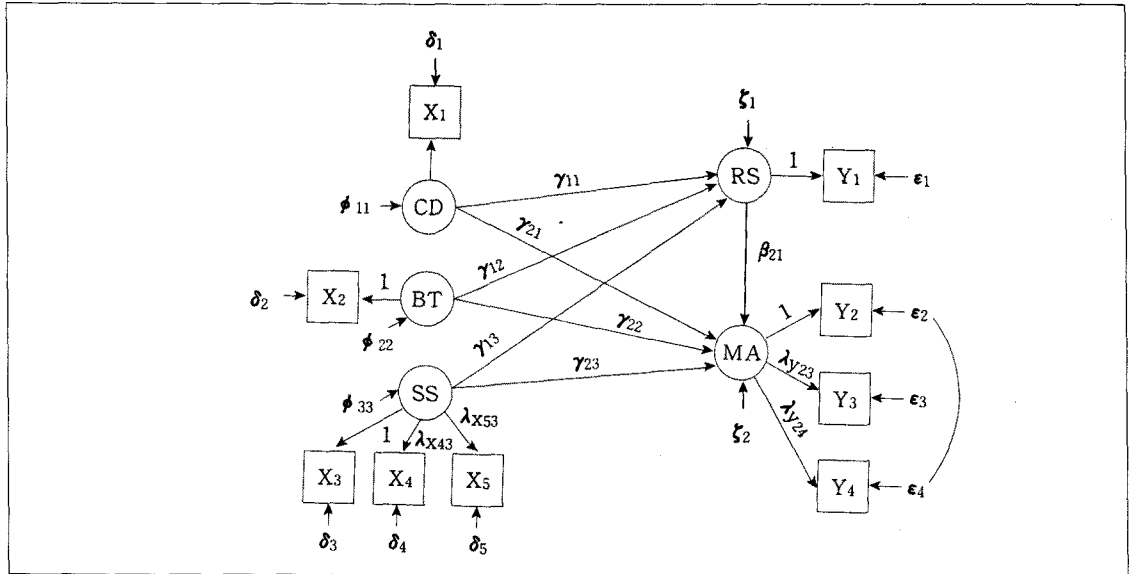 δ1
X1
ζ1
1
RS
Y1
ε1
γ11
ϕ11
CD
γ21
β21
γ12
1
δ2
X2
BT
ϕ22
γ22
1
Y2
ε2
γ13
MA
λy23
γ23
Y3
ε3
SS
ϕ33
λX53
ζ2
λy24
1
λX43
X3
X4
X5
Y4
ε4
δ3
δ4
δ5